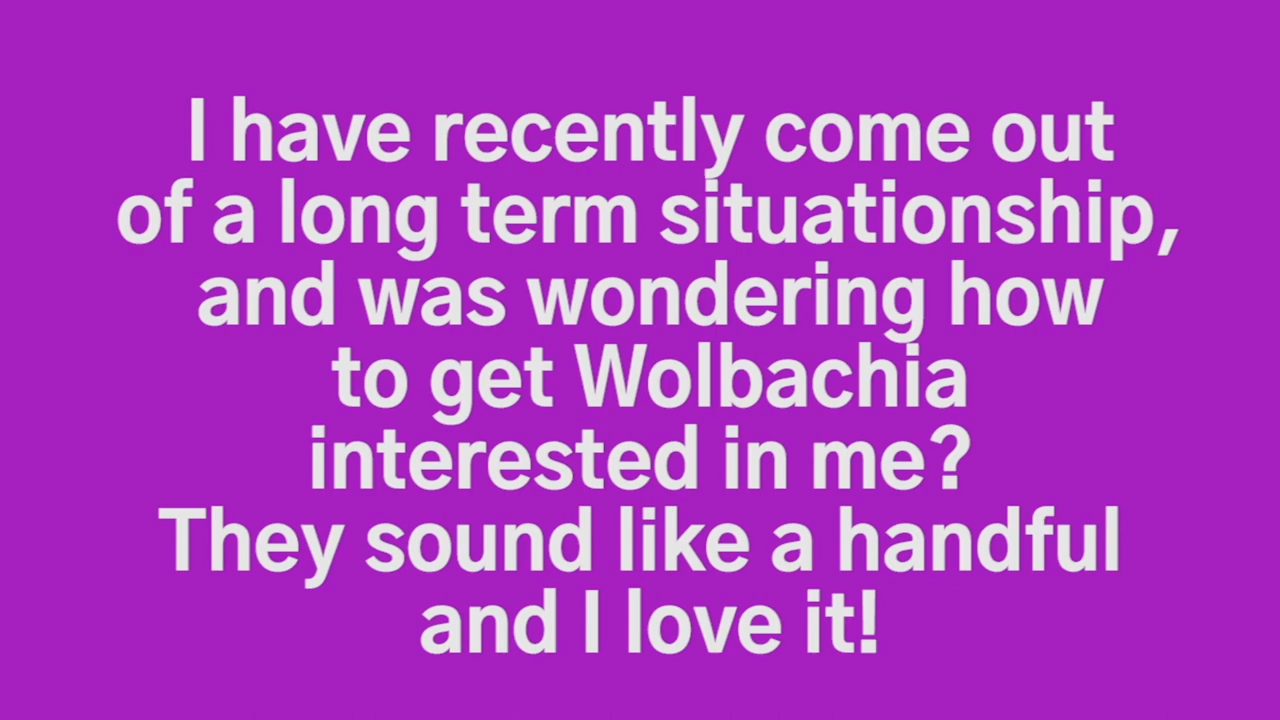 I have recently come out
of a long term situationship,
and was wondering how
to get Wolbachia
interested in me?
They sound like a handful
and I love it!